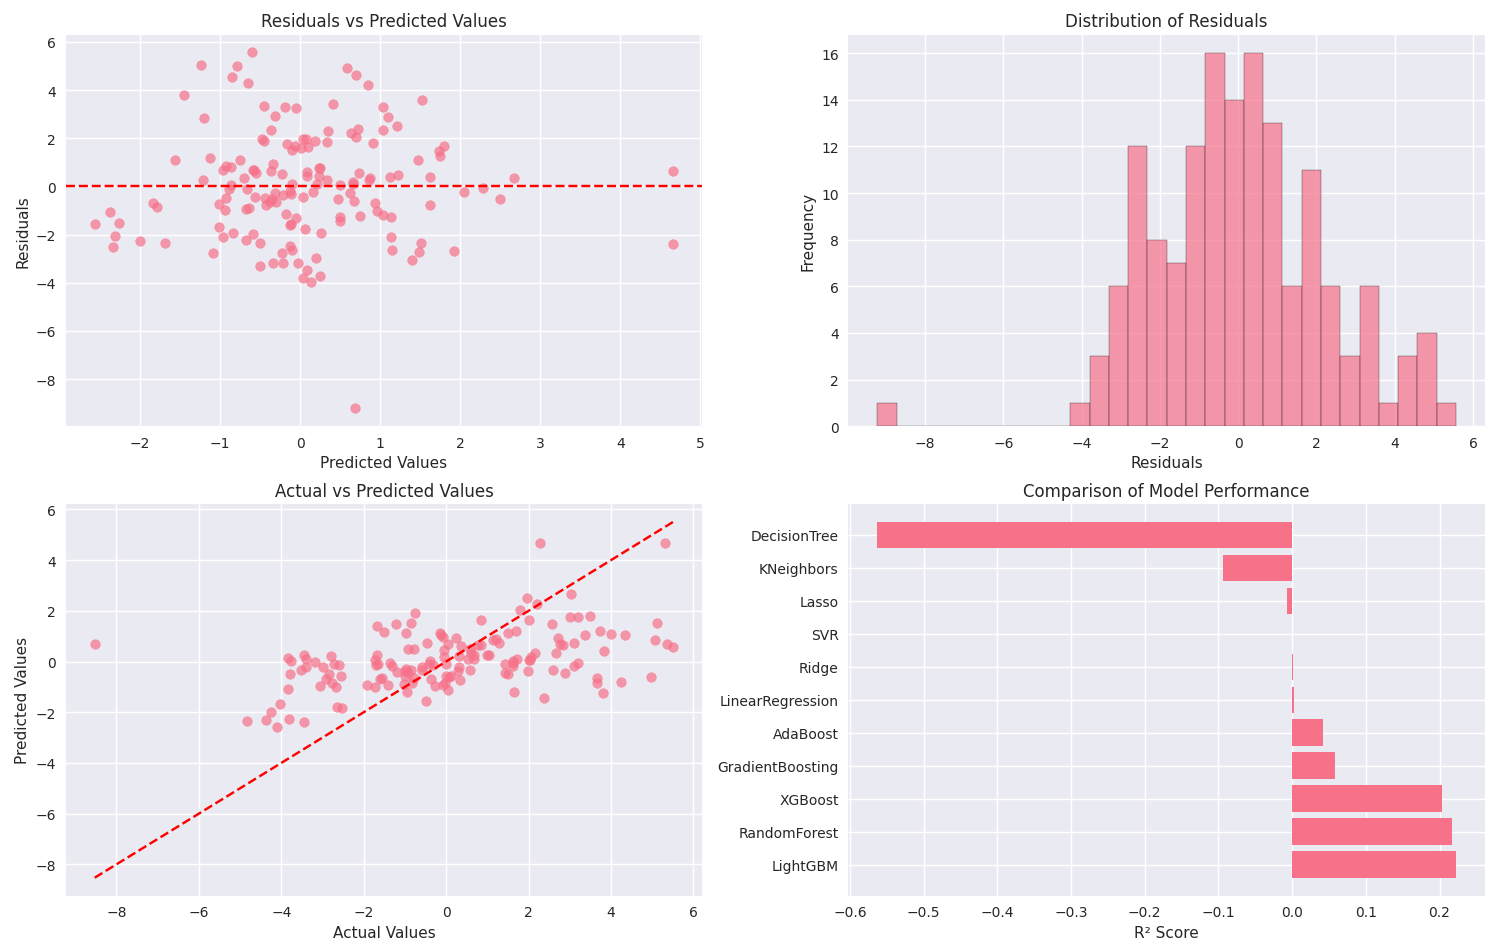 Residuals vs Predicted Values
6
4
2
0
−2
−4
−6
−8
Residuals
−2
−1
0
1
2
3
4
5
Predicted Values
Distribution of Residuals
16
14
12
10
8
6
4
2
0
Frequency
−8
−6
−4
−2
0
2
4
6
Residuals
Actual vs Predicted Values
6
4
2
0
−2
−4
−6
−8
Predicted Values
−8
−6
−4
−2
0
2
4
6
Actual Values
Comparison of Model Performance
DecisionTree
KNeighbors
Lasso
SVR
Ridge
LinearRegression
AdaBoost
GradientBoosting
XGBoost
RandomForest
LightGBM
−0.6
−0.5
−0.4
−0.3
−0.2
−0.1
0.0
0.1
0.2
R² Score